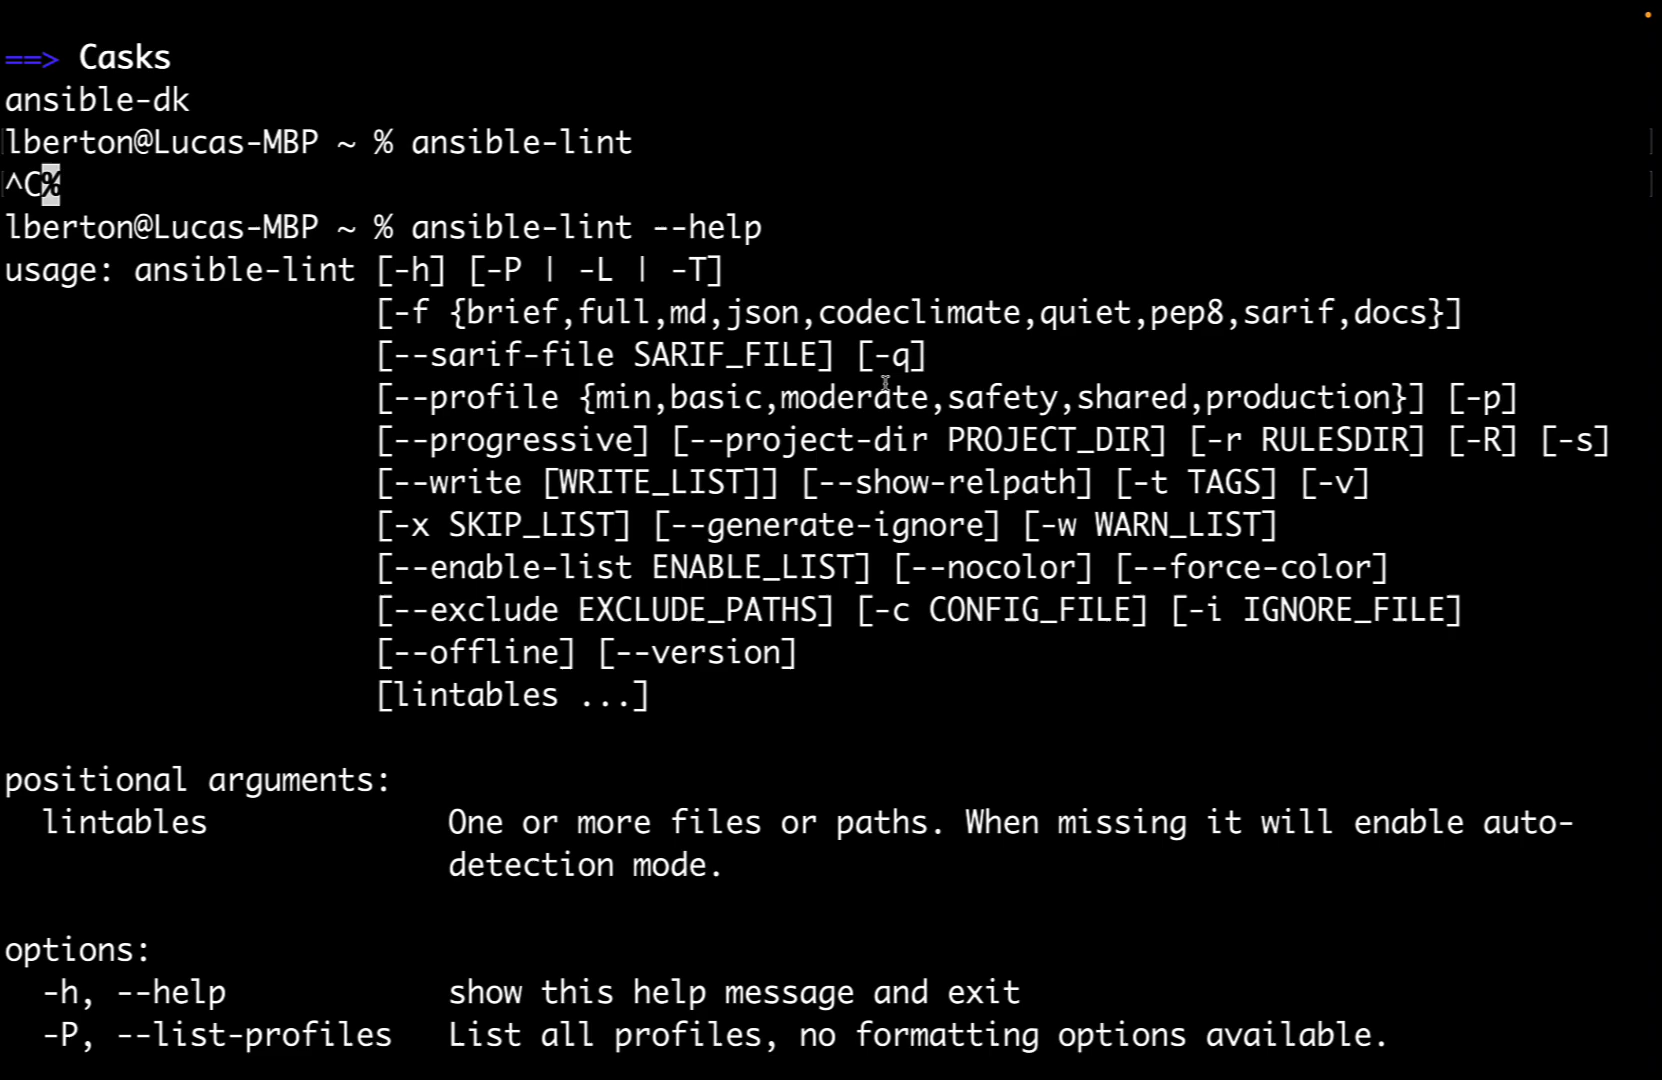 ==> Casks
ansible-dk
lberton@Lucas-MBP ~ % ansible-lint
^C%
lberton@Lucas-MBP ~ % ansible-lint --help
usage: ansible-lint [-h] [-P | -L | -T]
[-f {brief,full,md,json,codeclimate,quiet,pep8,sarif,docs}]
[--sarif-file SARIF_FILE] [-q]
[--profile {min,basic,moderate,safety,shared,production}] [-p]
[--progressive] [--project-dir PROJECT_DIR] [-r RULESDIR] [-R] [-s]
[--write [WRITE_LIST]] [--show-relpath] [-t TAGS] [-v]
[-x SKIP_LIST] [--generate-ignore] [-w WARN_LIST]
[--enable-list ENABLE_LIST] [--nocolor] [--force-color]
[--exclude EXCLUDE_PATHS] [-c CONFIG_FILE] [-i IGNORE_FILE]
[--offline] [--version]
[lintables ...]
positional arguments:
lintables One or more files or paths. When missing it will enable auto-
detection mode.
options:
-h, --help show this help message and exit
-P, --list-profiles List all profiles, no formatting options available.